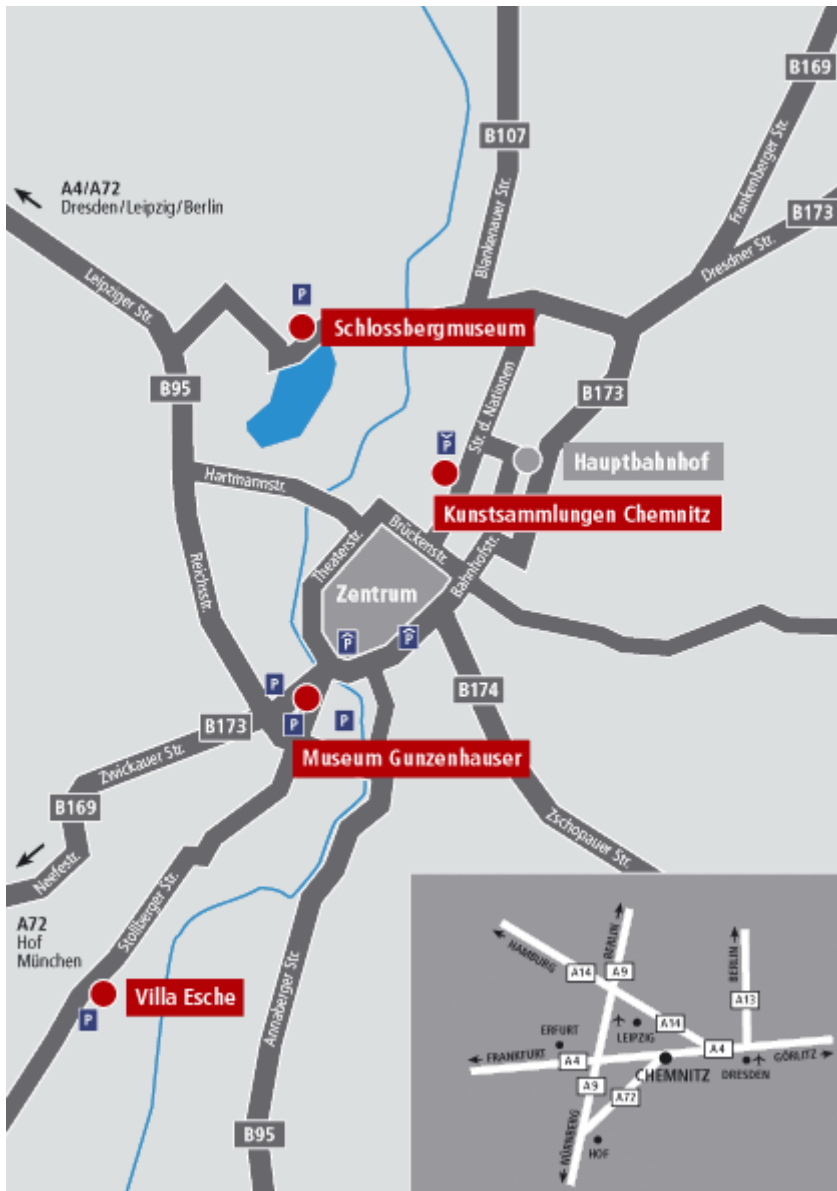 B169
B107
Frankenberger Str.
A4/A72
Dresden/Leipzig/Berlin
B173
Blankenauer Str.
Dresdner Str.
Leipziger Str.
P
Schlossbergmuseum
B95
B173
Str. d. Nationen
P
Hauptbahnhof
Hartmannstr.
Kunstsammlungen Chemnitz
Brückenstr.
Theaterstr.
Bahnhofstr.
Reichsstr.
Zentrum
P
P
P
B174
P
P
B173
Zwickauer Str.
Museum Gunzenhauser
B169
Neefestr.
Zschopauer Str.
Stollberger Str.
A72
Hof
München
Annaberger Str.
Villa Esche
P
B95
HAMBURG
BERLIN
BERLIN
A14
A9
A13
A14
ERFURT
LEIPZIG
FRANKFURT
A4
A4
GÖRLITZ
CHEMNITZ
DRESDEN
A9
A72
NÜRNBERG
HOF